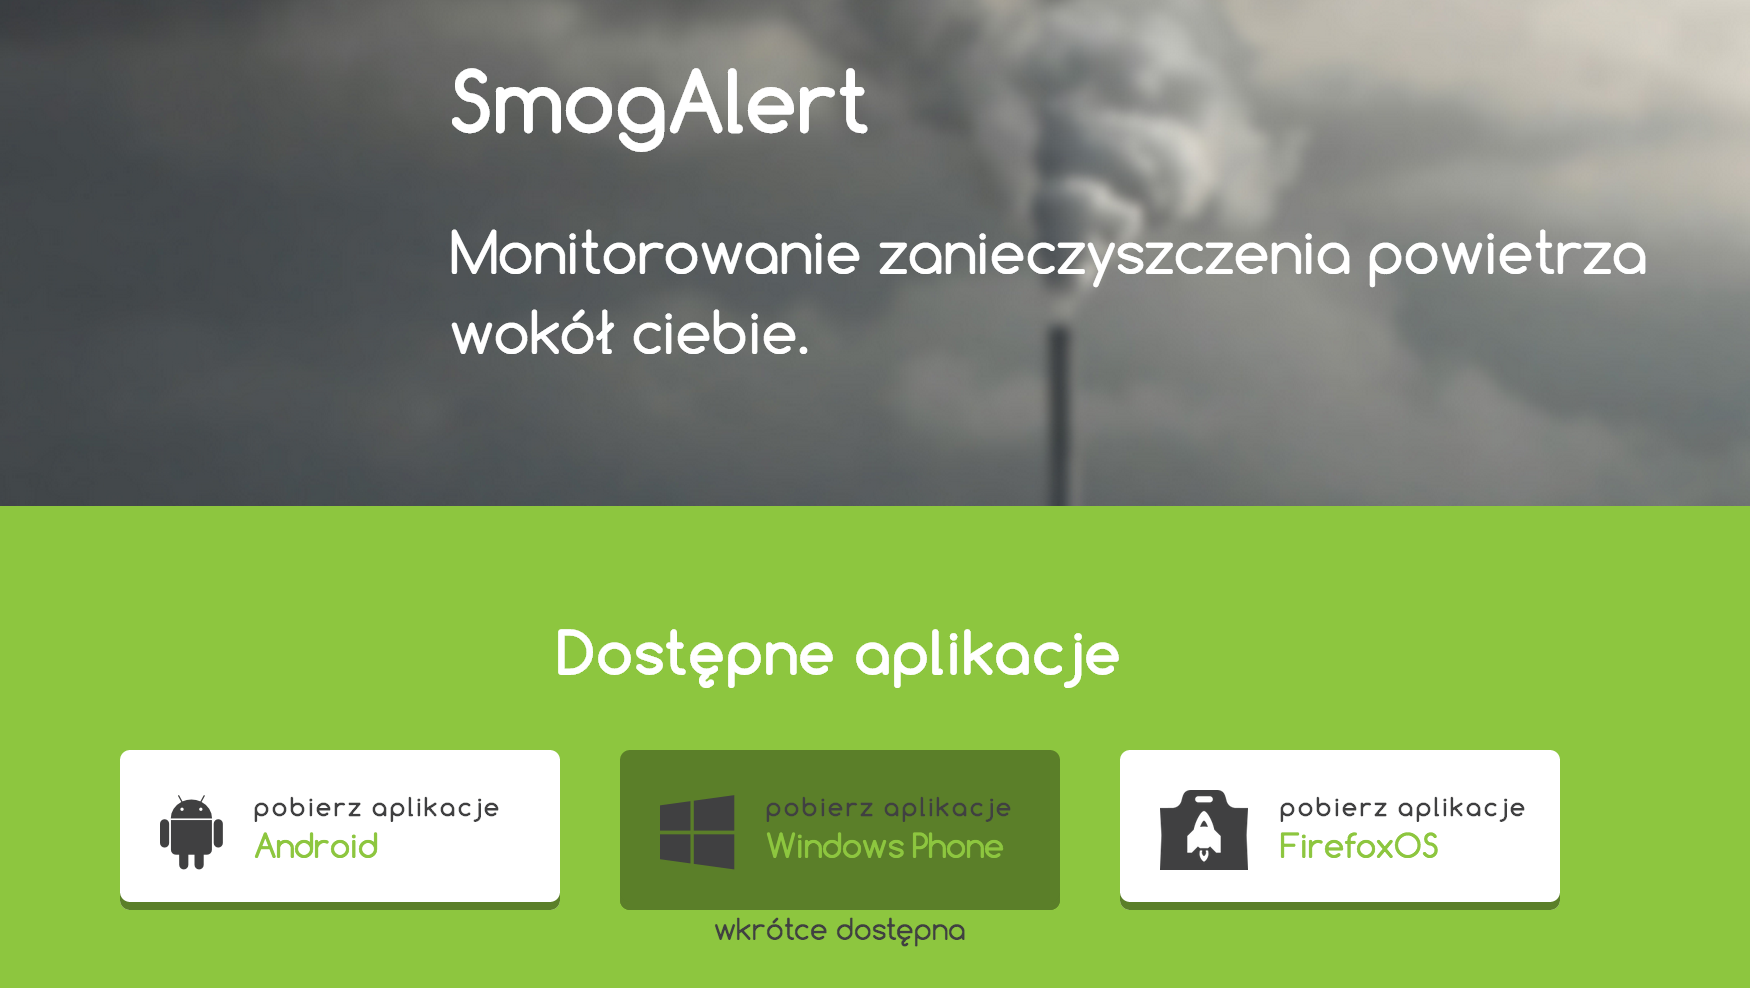 SmogAlert
Monitorowanie zanieczyszczenia powietrza
wokół ciebie.
Dostępne aplikacje
pobierz aplikacje
Android
pobierz aplikacje
Windows Phone
wkrótce dostępna
pobierz aplikacje
FirefoxOS